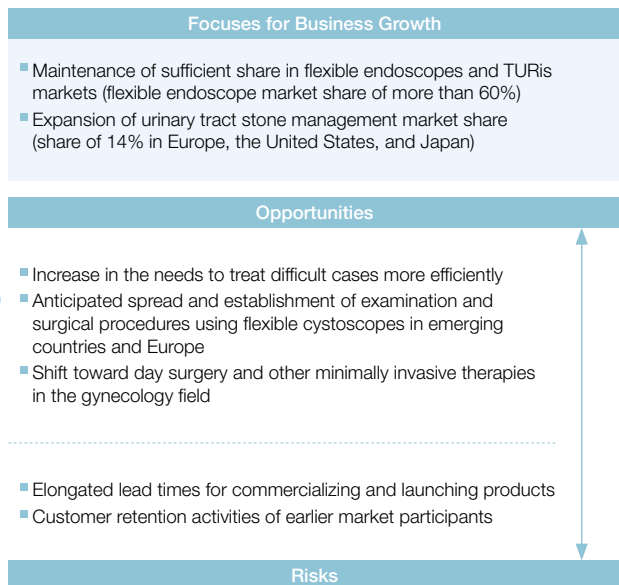 Focuses for Business Growth
Maintenance of sufficient share in flexible endoscopes and TURis
markets (flexible endoscope market share of more than 60%)
Expansion of urinary tract stone management market share
(share of 14% in Europe, the United States, and Japan)
Opportunities
Increase in the needs to treat difficult cases more efficiently
Anticipated spread and establishment of examination and
surgical procedures using flexible cystoscopes in emerging
countries and Europe
Shift toward day surgery and other minimally invasive therapies
in the gynecology field
Elongated lead times for commercializing and launching products
Customer retention activities of earlier market participants
Risks